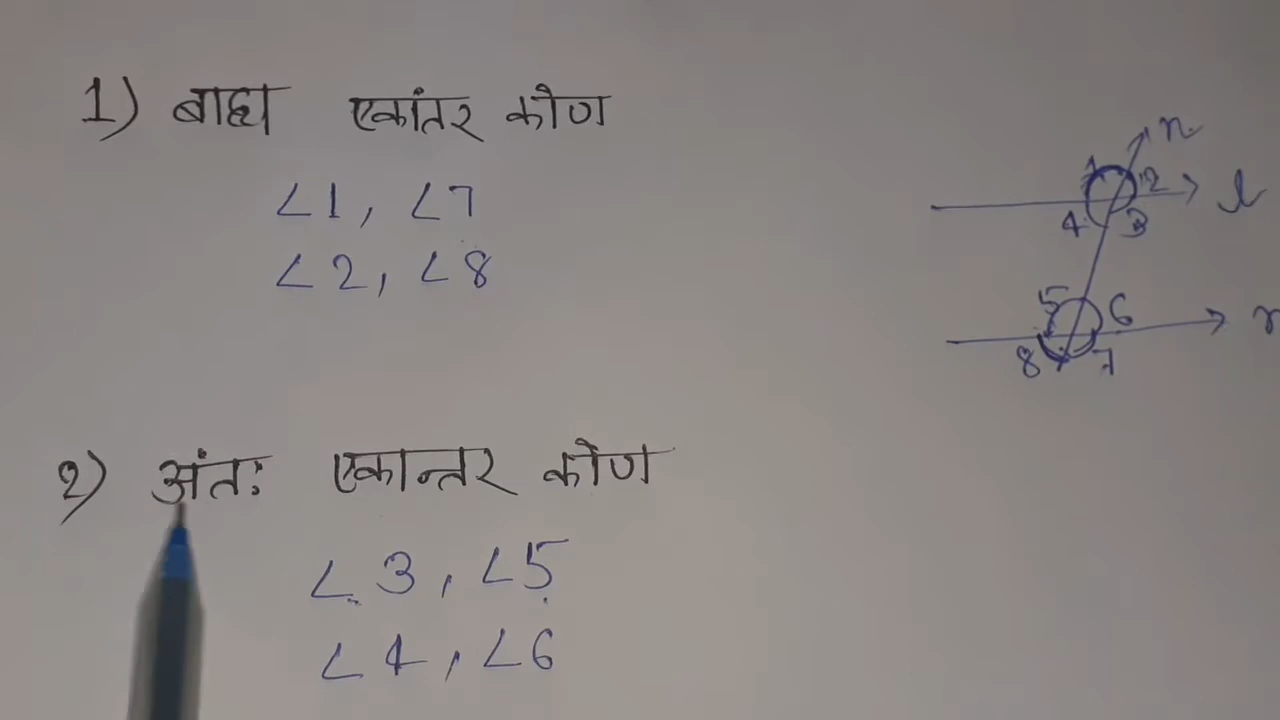 1) बाह्य एकांतर कोण
∠1, ∠7
∠2, ∠8
n
1 2 l
4 3
5 6 r
8 7
२) अंतः एकान्तर कोण
∠3, ∠5
∠4, ∠6